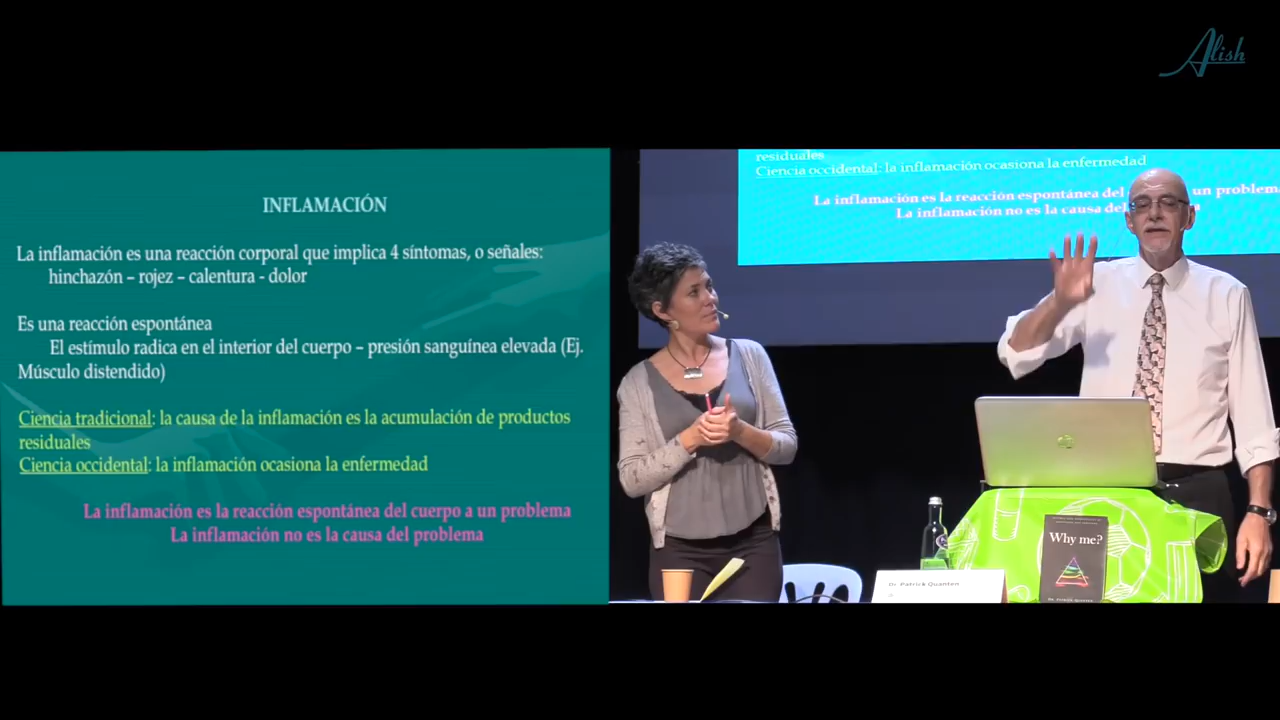 Alish
INFLAMACIÓN
La inflamación es una reacción corporal que implica 4 síntomas, o señales:
hinchazón – rojez – calentura - dolor
Es una reacción espontánea
El estímulo radica en el interior del cuerpo – presión sanguínea elevada (Ej.
Músculo distendido)
Ciencia tradicional: la causa de la inflamación es la acumulación de productos
residuales
Ciencia occidental: la inflamación ocasiona la enfermedad
La inflamación es la reacción espontánea del cuerpo a un problema
La inflamación no es la causa del problema
residuales
Ciencia occidental: la inflamación ocasiona la enfermedad
La inflamación es la reacción espontánea del un problema
La inflamación no es la causa del
Why me?
Dr. Patrick Quanten